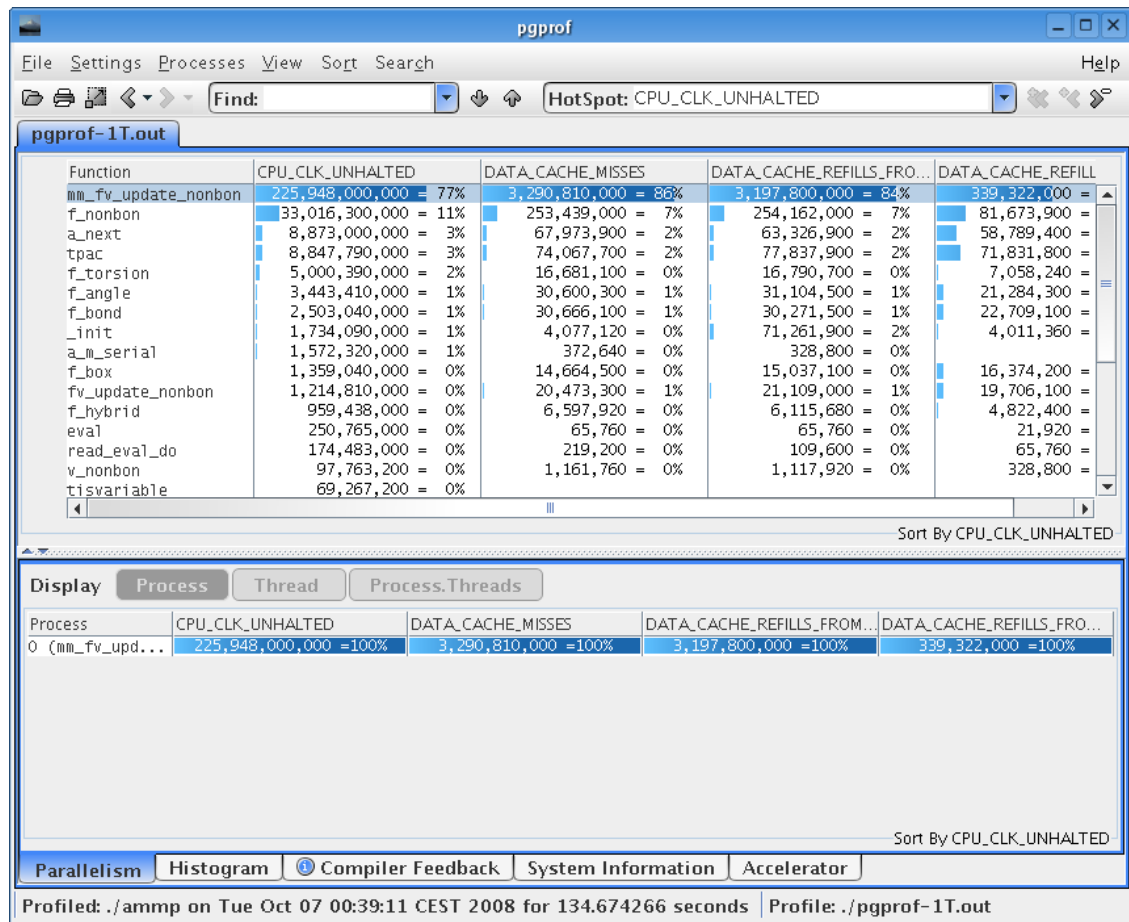 pgprof
File Settings Processes View Sort Search Help
Find: HotSpot: CPU_CLK_UNHALTED
pgprof-1T.out
Function CPU_CLK_UNHALTED DATA_CACHE_MISSES DATA_CACHE_REFILLS_FRO... DATA_CACHE_REFILL
mm_fv_update_nonbon 225,948,000,000 = 77% 3,290,810,000 = 86% 3,197,800,000 = 84% 339,322,000 =
f_nonbon 33,016,300,000 = 11% 253,439,000 = 7% 254,162,000 = 7% 81,673,900 =
a_next 8,873,000,000 = 3% 67,973,900 = 2% 63,326,900 = 2% 58,789,400 =
tpac 8,847,790,000 = 3% 74,067,700 = 2% 77,837,900 = 2% 71,831,800 =
f_torsion 5,000,390,000 = 2% 16,681,100 = 0% 16,790,700 = 0% 7,058,240 =
f_angle 3,443,410,000 = 1% 30,600,300 = 1% 31,104,500 = 1% 21,284,300 =
f_bond 2,503,040,000 = 1% 30,666,100 = 1% 30,271,500 = 1% 22,709,100 =
_init 1,734,090,000 = 1% 4,077,120 = 0% 71,261,900 = 2% 4,011,360 =
a_m_serial 1,572,320,000 = 1% 372,640 = 0% 328,800 = 0%
f_box 1,359,040,000 = 0% 14,664,500 = 0% 15,037,100 = 0% 16,374,200 =
fv_update_nonbon 1,214,810,000 = 0% 20,473,300 = 1% 21,109,000 = 1% 19,706,100 =
f_hybrid 959,438,000 = 0% 6,597,920 = 0% 6,115,680 = 0% 4,822,400 =
eval 250,765,000 = 0% 65,760 = 0% 65,760 = 0% 21,920 =
read_eval_do 174,483,000 = 0% 219,200 = 0% 109,600 = 0% 65,760 =
v_nonbon 97,763,200 = 0% 1,161,760 = 0% 1,117,920 = 0% 328,800 =
tisvariable 69,267,200 = 0%
Sort By CPU_CLK_UNHALTED
Display Process Thread Process.Threads
Process CPU_CLK_UNHALTED DATA_CACHE_MISSES DATA_CACHE_REFILLS_FROM... DATA_CACHE_REFILLS_FRO...
0 (mm_fv_upd... 225,948,000,000 =100% 3,290,810,000 =100% 3,197,800,000 =100% 339,322,000 =100%
Sort By CPU_CLK_UNHALTED
Parallelism Histogram Compiler Feedback System Information Accelerator
Profiled: ./ammp on Tue Oct 07 00:39:11 CEST 2008 for 134.674266 seconds Profile: ./pgprof-1T.out